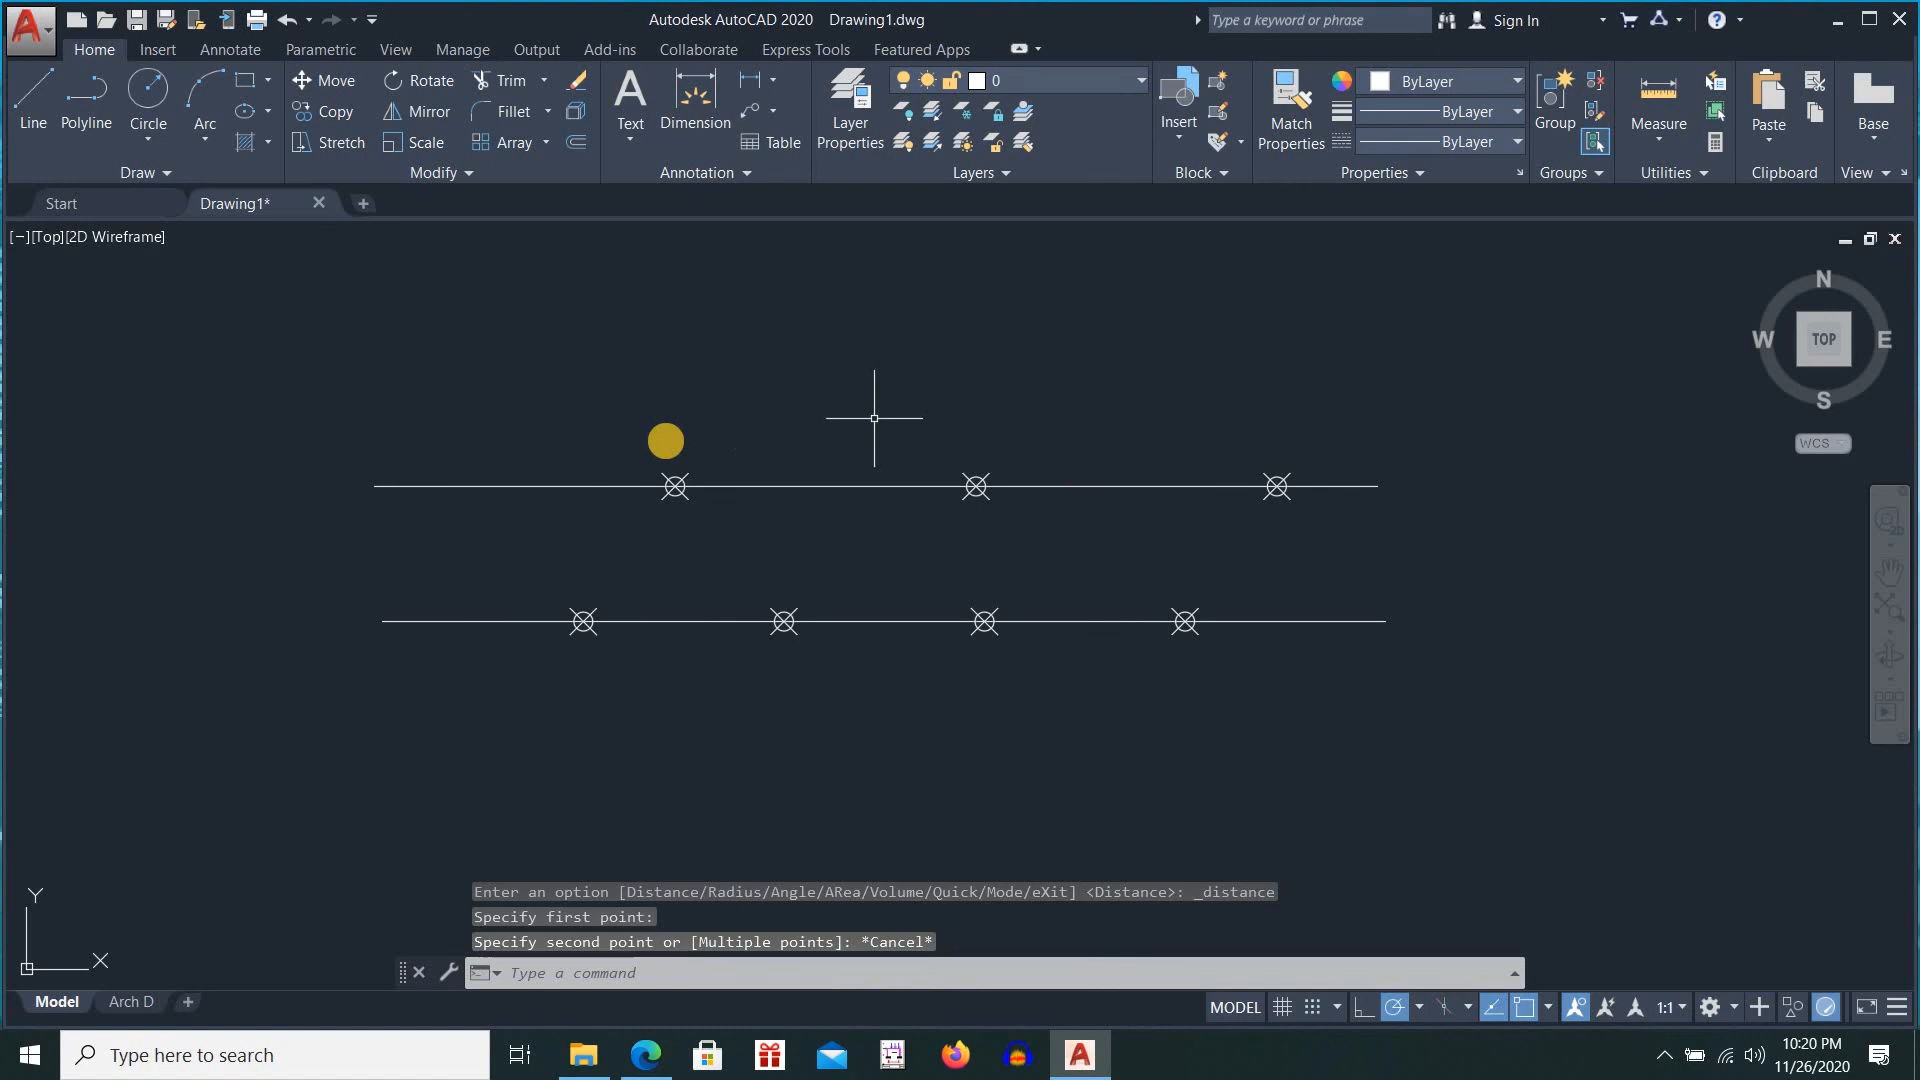 Autodesk AutoCAD 2020 Drawing1.dwg
Type a keyword or phrase
Sign In
Home Insert Annotate Parametric View Manage Output Add-ins Collaborate Express Tools Featured Apps
Line Polyline Circle Arc
Draw
Move Rotate Trim
Copy Mirror Fillet
Stretch Scale Array
Modify
Text Dimension Table
Annotation
Layer Properties
0
Layers
Insert
Block
Match Properties
ByLayer
ByLayer
ByLayer
Properties
Group
Groups
Measure
Utilities
Paste
Clipboard
Base
View
Start Drawing1*
[−][Top][2D Wireframe]
N
W TOP E
S
WCS
2D
Y
X
Enter an option [Distance/Radius/Angle/ARea/Volume/Quick/Mode/eXit] <Distance>: _distance
Specify first point:
Specify second point or [Multiple points]: *Cancel*
Type a command
Model Arch D
MODEL 1:1
Type here to search
10:20 PM
11/26/2020